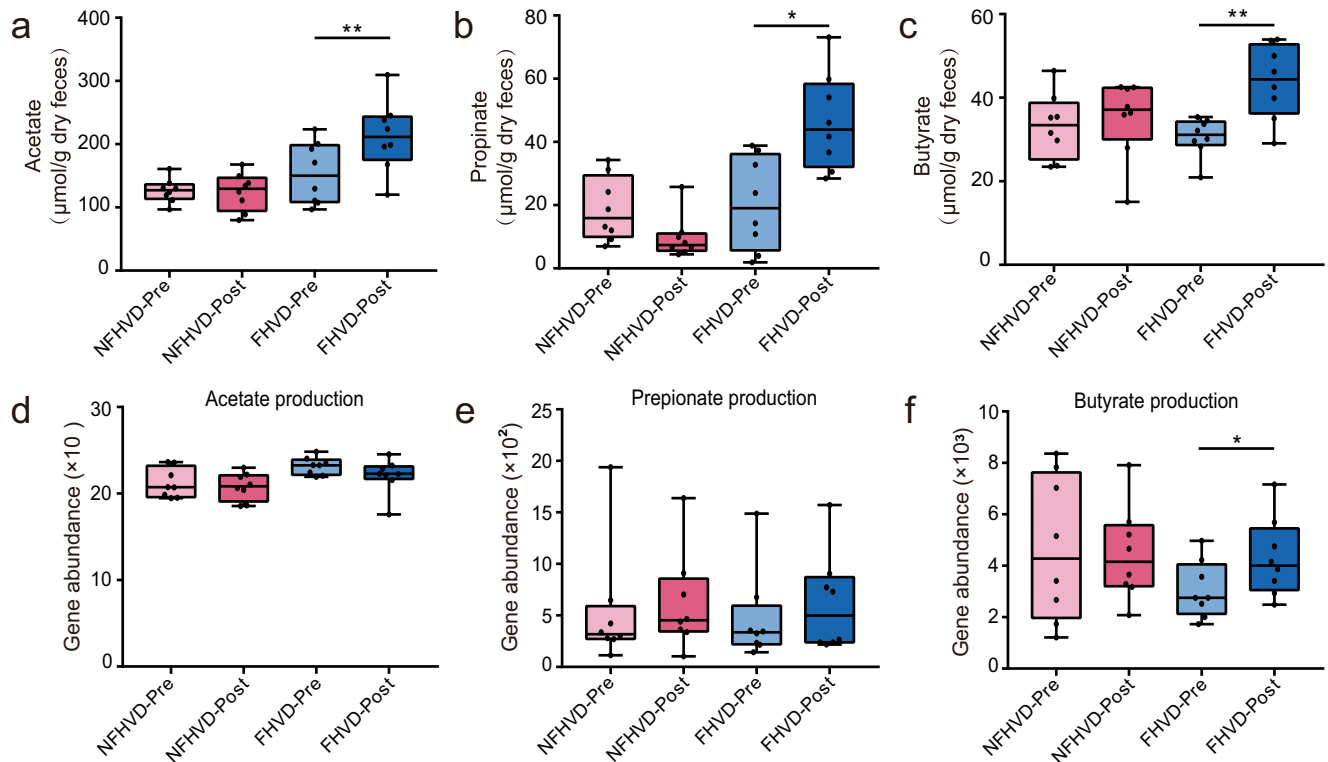 a
Acetate
(μmol/g dry feces)
400
300
200
100
0
**
NFHVD-Pre
NFHVD-Post
FHVD-Pre
FHVD-Post
b
Propinate
(μmol/g dry feces)
80
60
40
20
0
*
NFHVD-Pre
NFHVD-Post
FHVD-Pre
FHVD-Post
c
Butyrate
(μmol/g dry feces)
60
40
20
0
**
NFHVD-Pre
NFHVD-Post
FHVD-Pre
FHVD-Post
d
Acetate production
Gene abundance (×10)
30
20
10
0
NFHVD-Pre
NFHVD-Post
FHVD-Pre
FHVD-Post
e
Prepionate production
Gene abundance (×10²)
25
20
15
10
5
0
NFHVD-Pre
NFHVD-Post
FHVD-Pre
FHVD-Post
f
Butyrate production
Gene abundance (×10³)
10
8
6
4
2
0
*
NFHVD-Pre
NFHVD-Post
FHVD-Pre
FHVD-Post